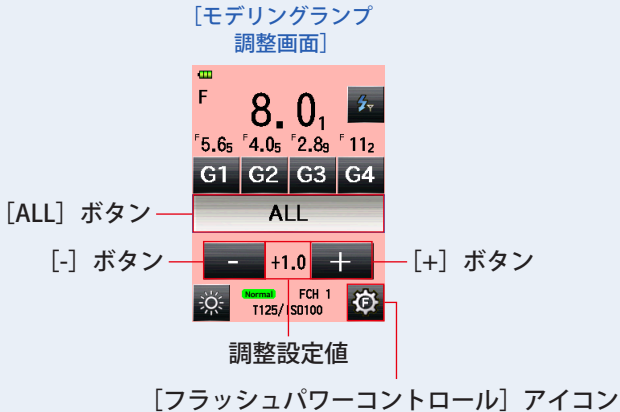 ［モデリングランプ
調整画面］
F
8.0₁
F5.6₅ F4.0₅ F2.8₉ F11₂
G1 G2 G3 G4
［ALL］ボタン
ALL
［-］ボタン
- +1.0 +
［+］ボタン
Normal FCH 1
T125/ISO100
F
調整設定値
［フラッシュパワーコントロール］アイコン